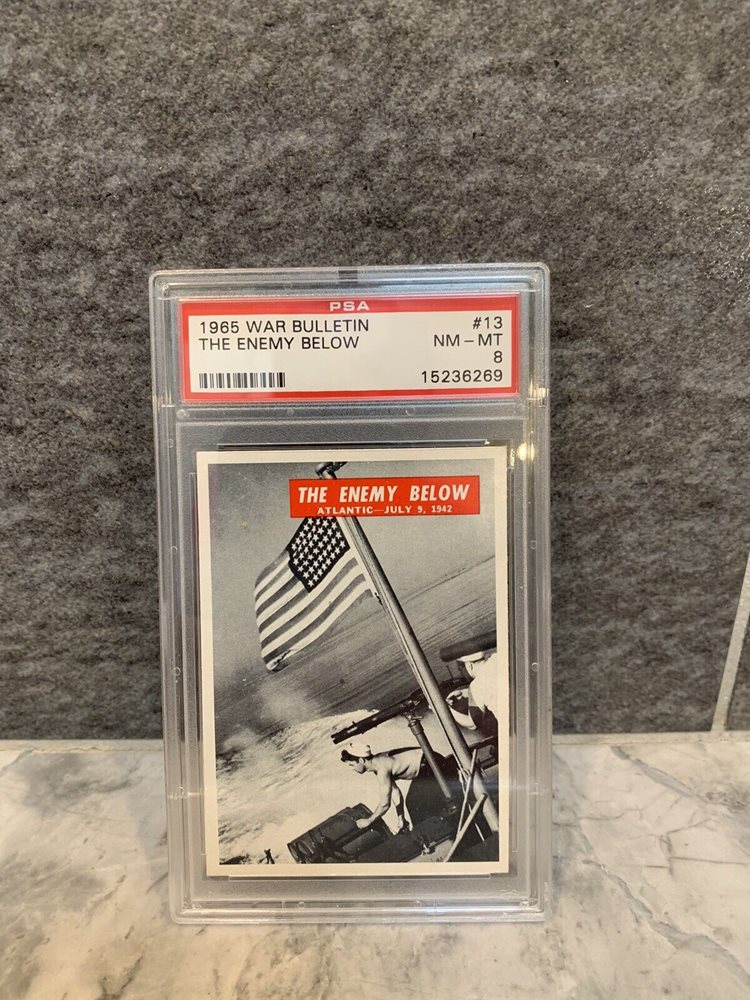 PSA
1965 WAR BULLETIN #13
THE ENEMY BELOW NM - MT
8
15236269
THE ENEMY BELOW
ATLANTIC—JULY 9, 1942